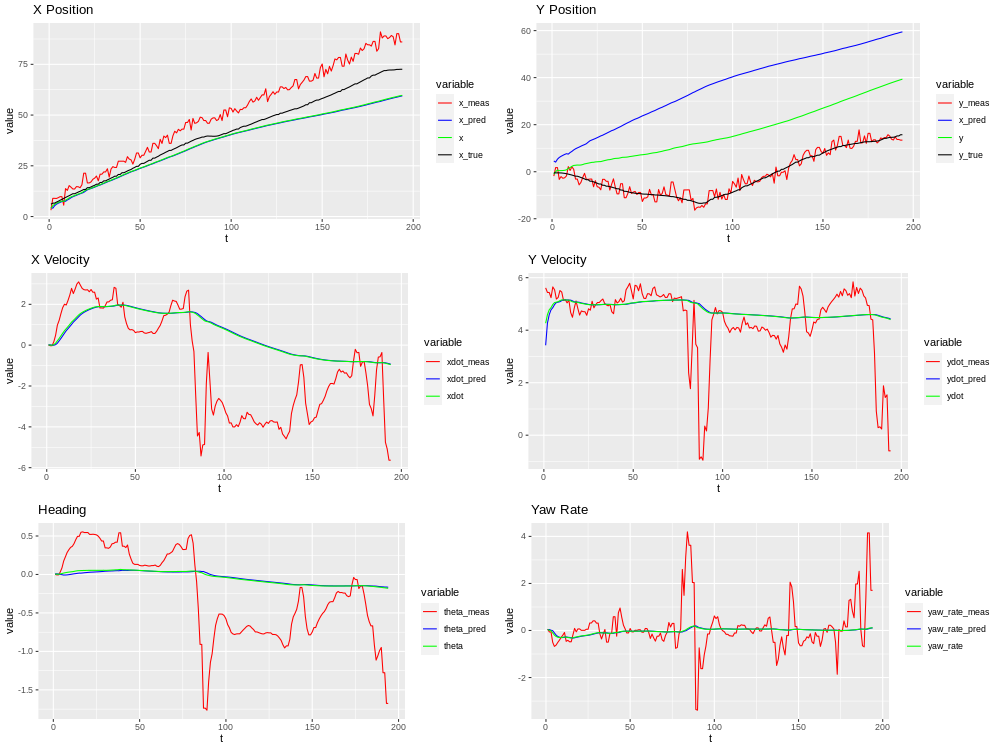 X Position
value
75
50
25
0
0
50
100
150
200
t
variable
x_meas
x_pred
x
x_true
Y Position
value
60
40
20
0
-20
0
50
100
150
200
t
variable
y_meas
x_pred
y
y_true
X Velocity
value
2
0
-2
-4
-6
0
50
100
150
200
t
variable
xdot_meas
xdot_pred
xdot
Y Velocity
value
6
4
2
0
0
50
100
150
200
t
variable
ydot_meas
ydot_pred
ydot
Heading
value
0.5
0.0
-0.5
-1.0
-1.5
0
50
100
150
200
t
variable
theta_meas
theta_pred
theta
Yaw Rate
value
4
2
0
-2
0
50
100
150
200
t
variable
yaw_rate_meas
yaw_rate_pred
yaw_rate